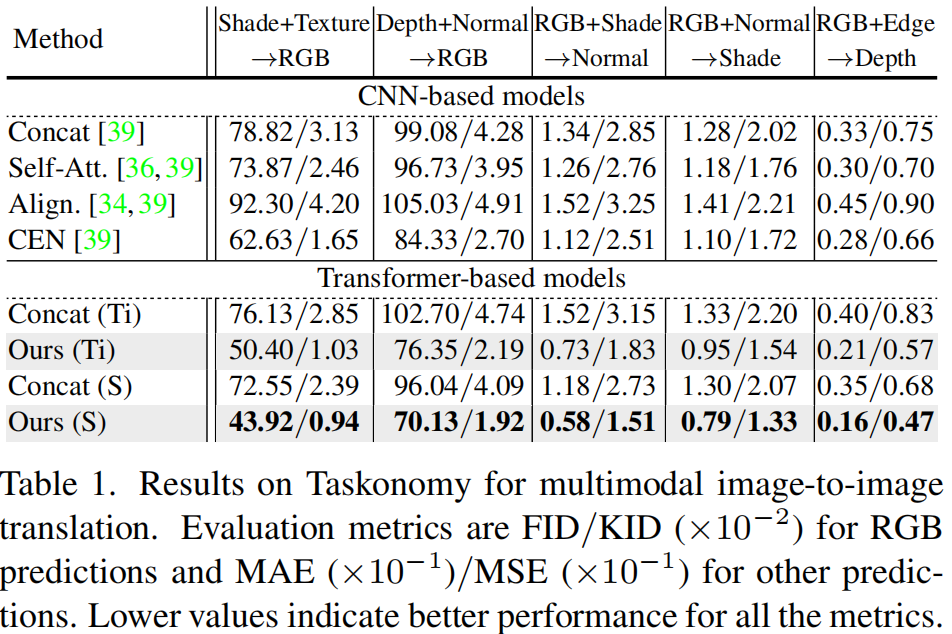 Method Shade+Texture →RGB Depth+Normal →RGB RGB+Shade →Normal RGB+Normal →Shade RGB+Edge →Depth
CNN-based models
Concat [39] 78.82/3.13 99.08/4.28 1.34/2.85 1.28/2.02 0.33/0.75
Self-Att. [36, 39] 73.87/2.46 96.73/3.95 1.26/2.76 1.18/1.76 0.30/0.70
Align. [34, 39] 92.30/4.20 105.03/4.91 1.52/3.25 1.41/2.21 0.45/0.90
CEN [39] 62.63/1.65 84.33/2.70 1.12/2.51 1.10/1.72 0.28/0.66
Transformer-based models
Concat (Ti) 76.13/2.85 102.70/4.74 1.52/3.15 1.33/2.20 0.40/0.83
Ours (Ti) 50.40/1.03 76.35/2.19 0.73/1.83 0.95/1.54 0.21/0.57
Concat (S) 72.55/2.39 96.04/4.09 1.18/2.73 1.30/2.07 0.35/0.68
Ours (S) 43.92/0.94 70.13/1.92 0.58/1.51 0.79/1.33 0.16/0.47
Table 1. Results on Taskonomy for multimodal image-to-image
translation. Evaluation metrics are FID/KID (×10⁻²) for RGB
predictions and MAE (×10⁻¹)/MSE (×10⁻¹) for other predic-
tions. Lower values indicate better performance for all the metrics.